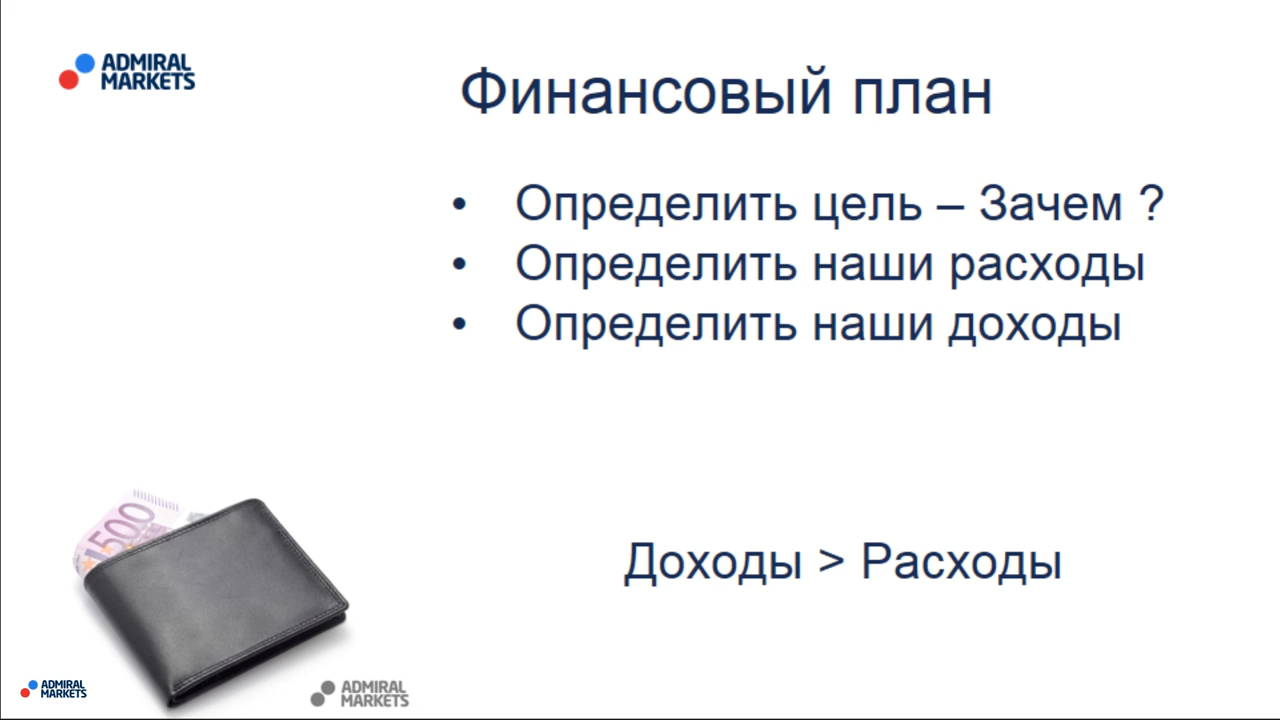 ADMIRAL
MARKETS
Финансовый план
• Определить цель – Зачем ?
• Определить наши расходы
• Определить наши доходы
500
Доходы > Расходы
ADMIRAL
MARKETS
ADMIRAL
MARKETS